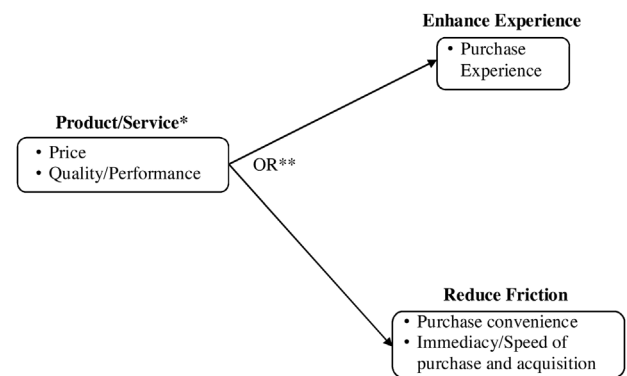 Enhance Experience
• Purchase
Experience
Product/Service*
• Price
• Quality/Performance
OR**
Reduce Friction
• Purchase convenience
• Immediacy/Speed of
purchase and acquisition